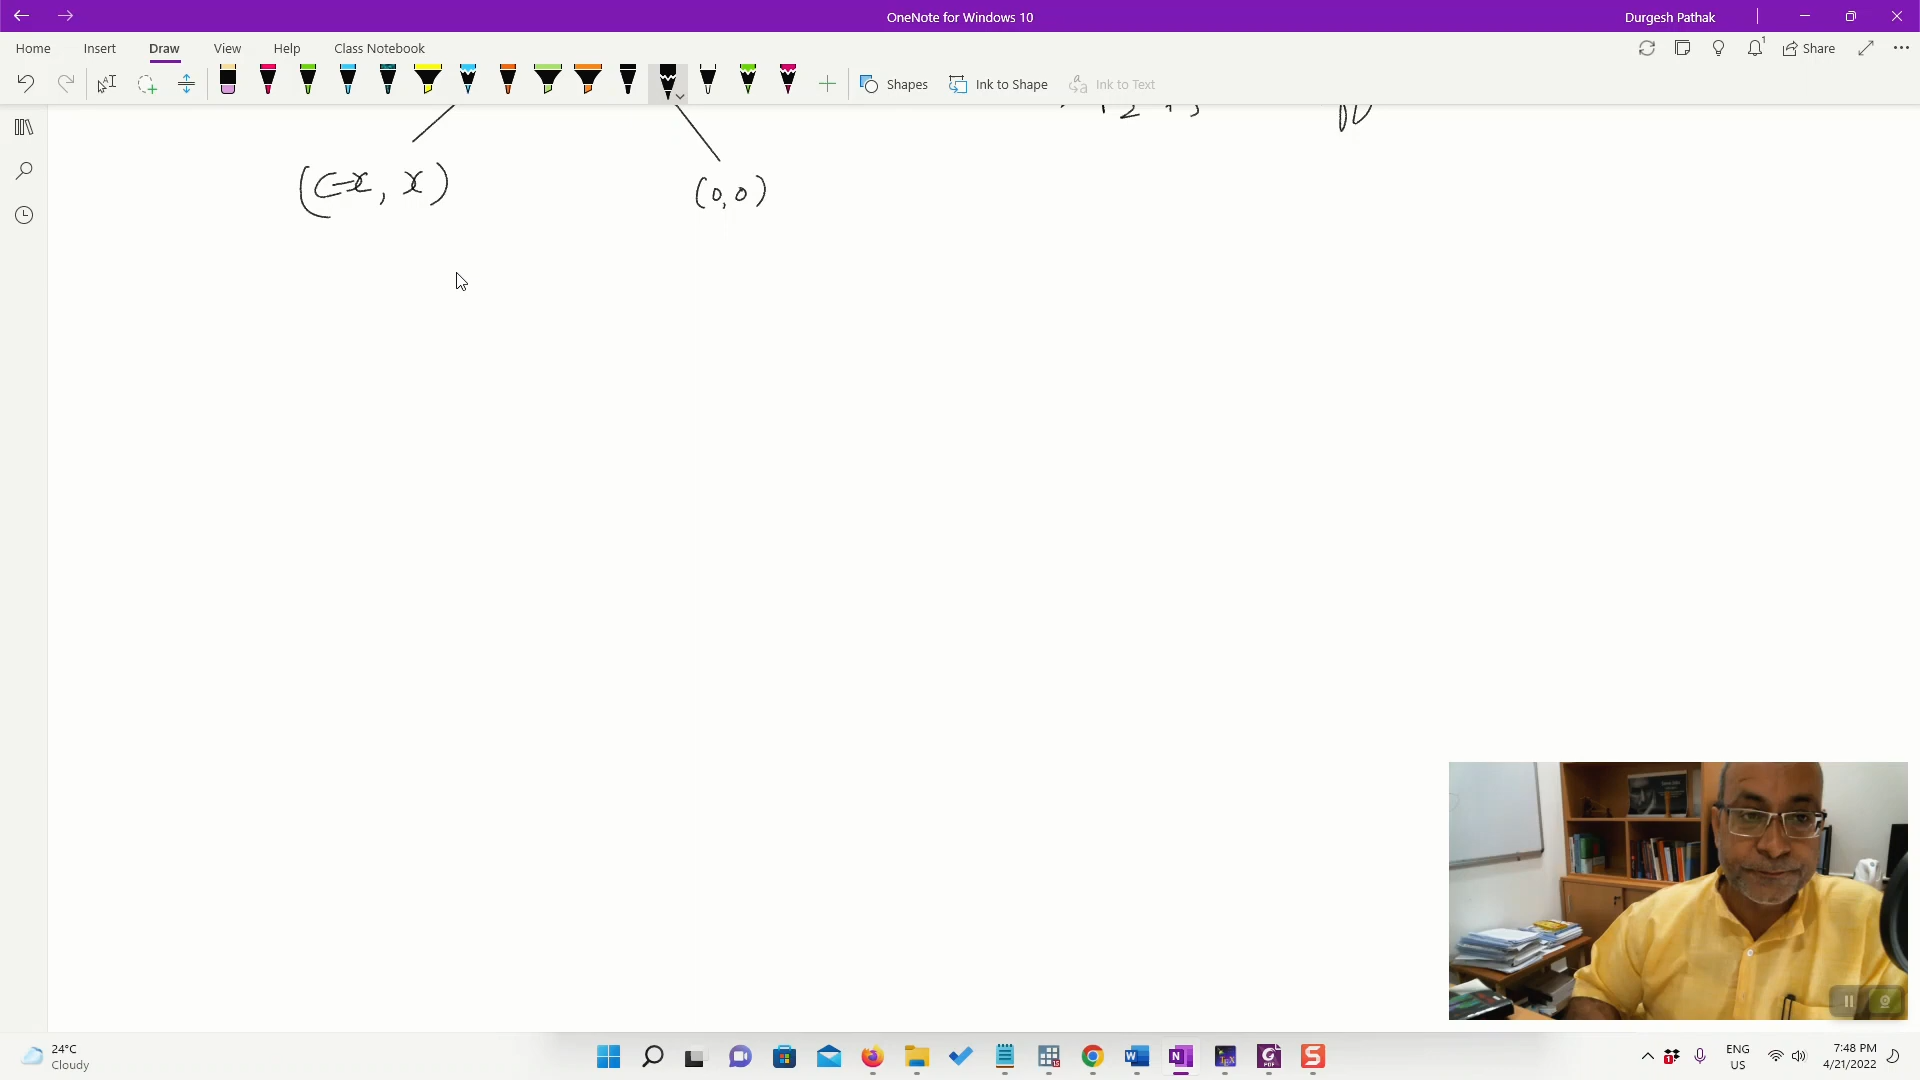 OneNote for Windows 10
Durgesh Pathak
Home Insert Draw View Help Class Notebook
1
Share
Shapes Ink to Shape Ink to Text
(C-x, x)
(0,0)
24°C
Cloudy
ENG
US
7:48 PM
4/21/2022